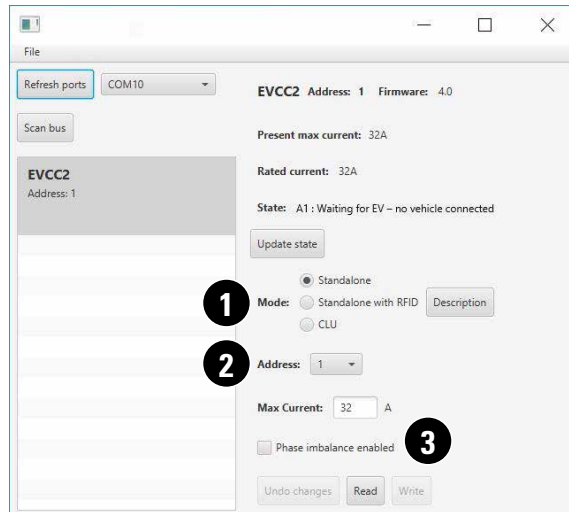 File
Refresh ports COM10
Scan bus
EVCC2
Address: 1
EVCC2 Address: 1 Firmware: 4.0
Present max current: 32A
Rated current: 32A
State: A1 : Waiting for EV – no vehicle connected
Update state
Standalone
1 Mode: Standalone with RFID Description
CLU
2 Address: 1
Max Current: 32 A
Phase imbalance enabled 3
Undo changes Read Write